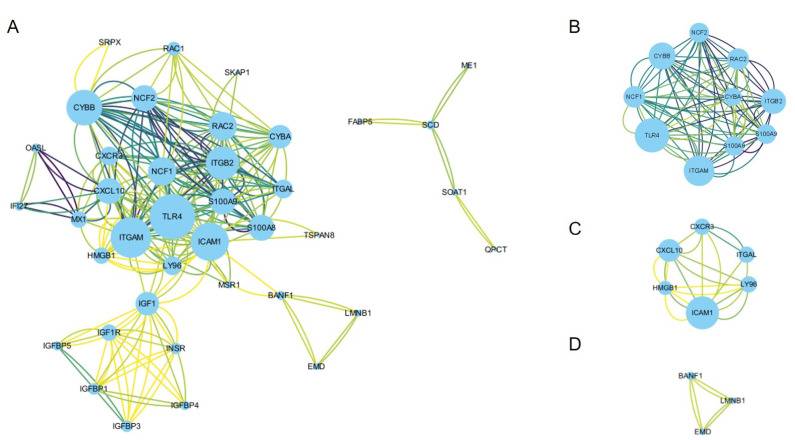 A
SRPX
RAC1
SKAP1
CYBB
NCF2
RAC2
CYBA
OASL
CXCR3
NCF1
ITGB2
CXCL10
ITGAL
IFI27
S100A9
MX1
TLR4
ITGAM
ICAM1
S100A8
TSPAN8
HMGB1
LY96
MSR1
BANF1
IGF1
LMNB1
IGF1R
IGFBP5
INSR
EMD
IGFBP1
IGFBP4
IGFBP3
ME1
FABP5
SCD
SOAT1
QPCT
B
NCF2
CYBB
RAC2
NCF1
CYBA
ITGB2
TLR4
S100A9
S100A9
ITGAM
C
CXCR3
CXCL10
ITGAL
HMGB1
LY96
ICAM1
D
BANF1
LMNB1
EMD